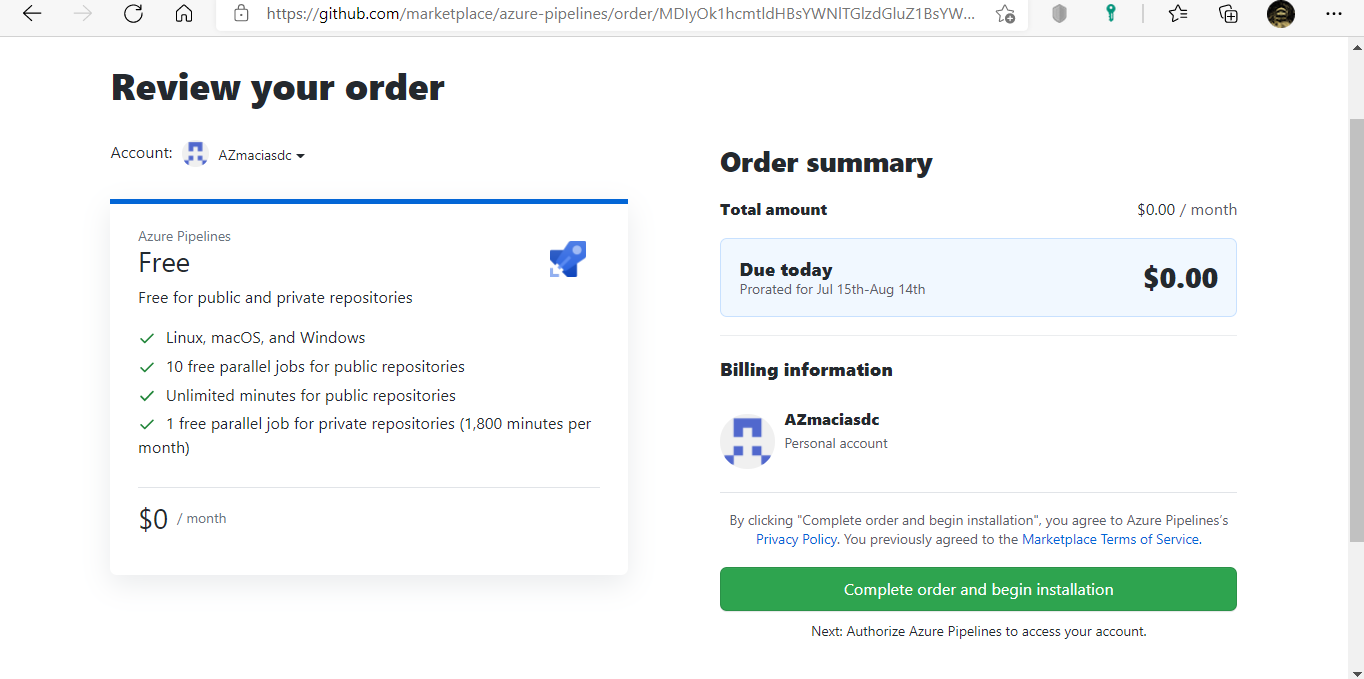 https://github.com/marketplace/azure-pipelines/order/MDIyOk1hcmtldHBsYWNlTGlzdGluZ1BsYW...
Review your order
Account: AZmaciasdc
Azure Pipelines
Free
Free for public and private repositories
Linux, macOS, and Windows
10 free parallel jobs for public repositories
Unlimited minutes for public repositories
1 free parallel job for private repositories (1,800 minutes per
month)
$0 / month
Order summary
Total amount $0.00 / month
Due today
Prorated for Jul 15th-Aug 14th
$0.00
Billing information
AZmaciasdc
Personal account
By clicking "Complete order and begin installation", you agree to Azure Pipelines’s
Privacy Policy. You previously agreed to the Marketplace Terms of Service.
Complete order and begin installation
Next: Authorize Azure Pipelines to access your account.